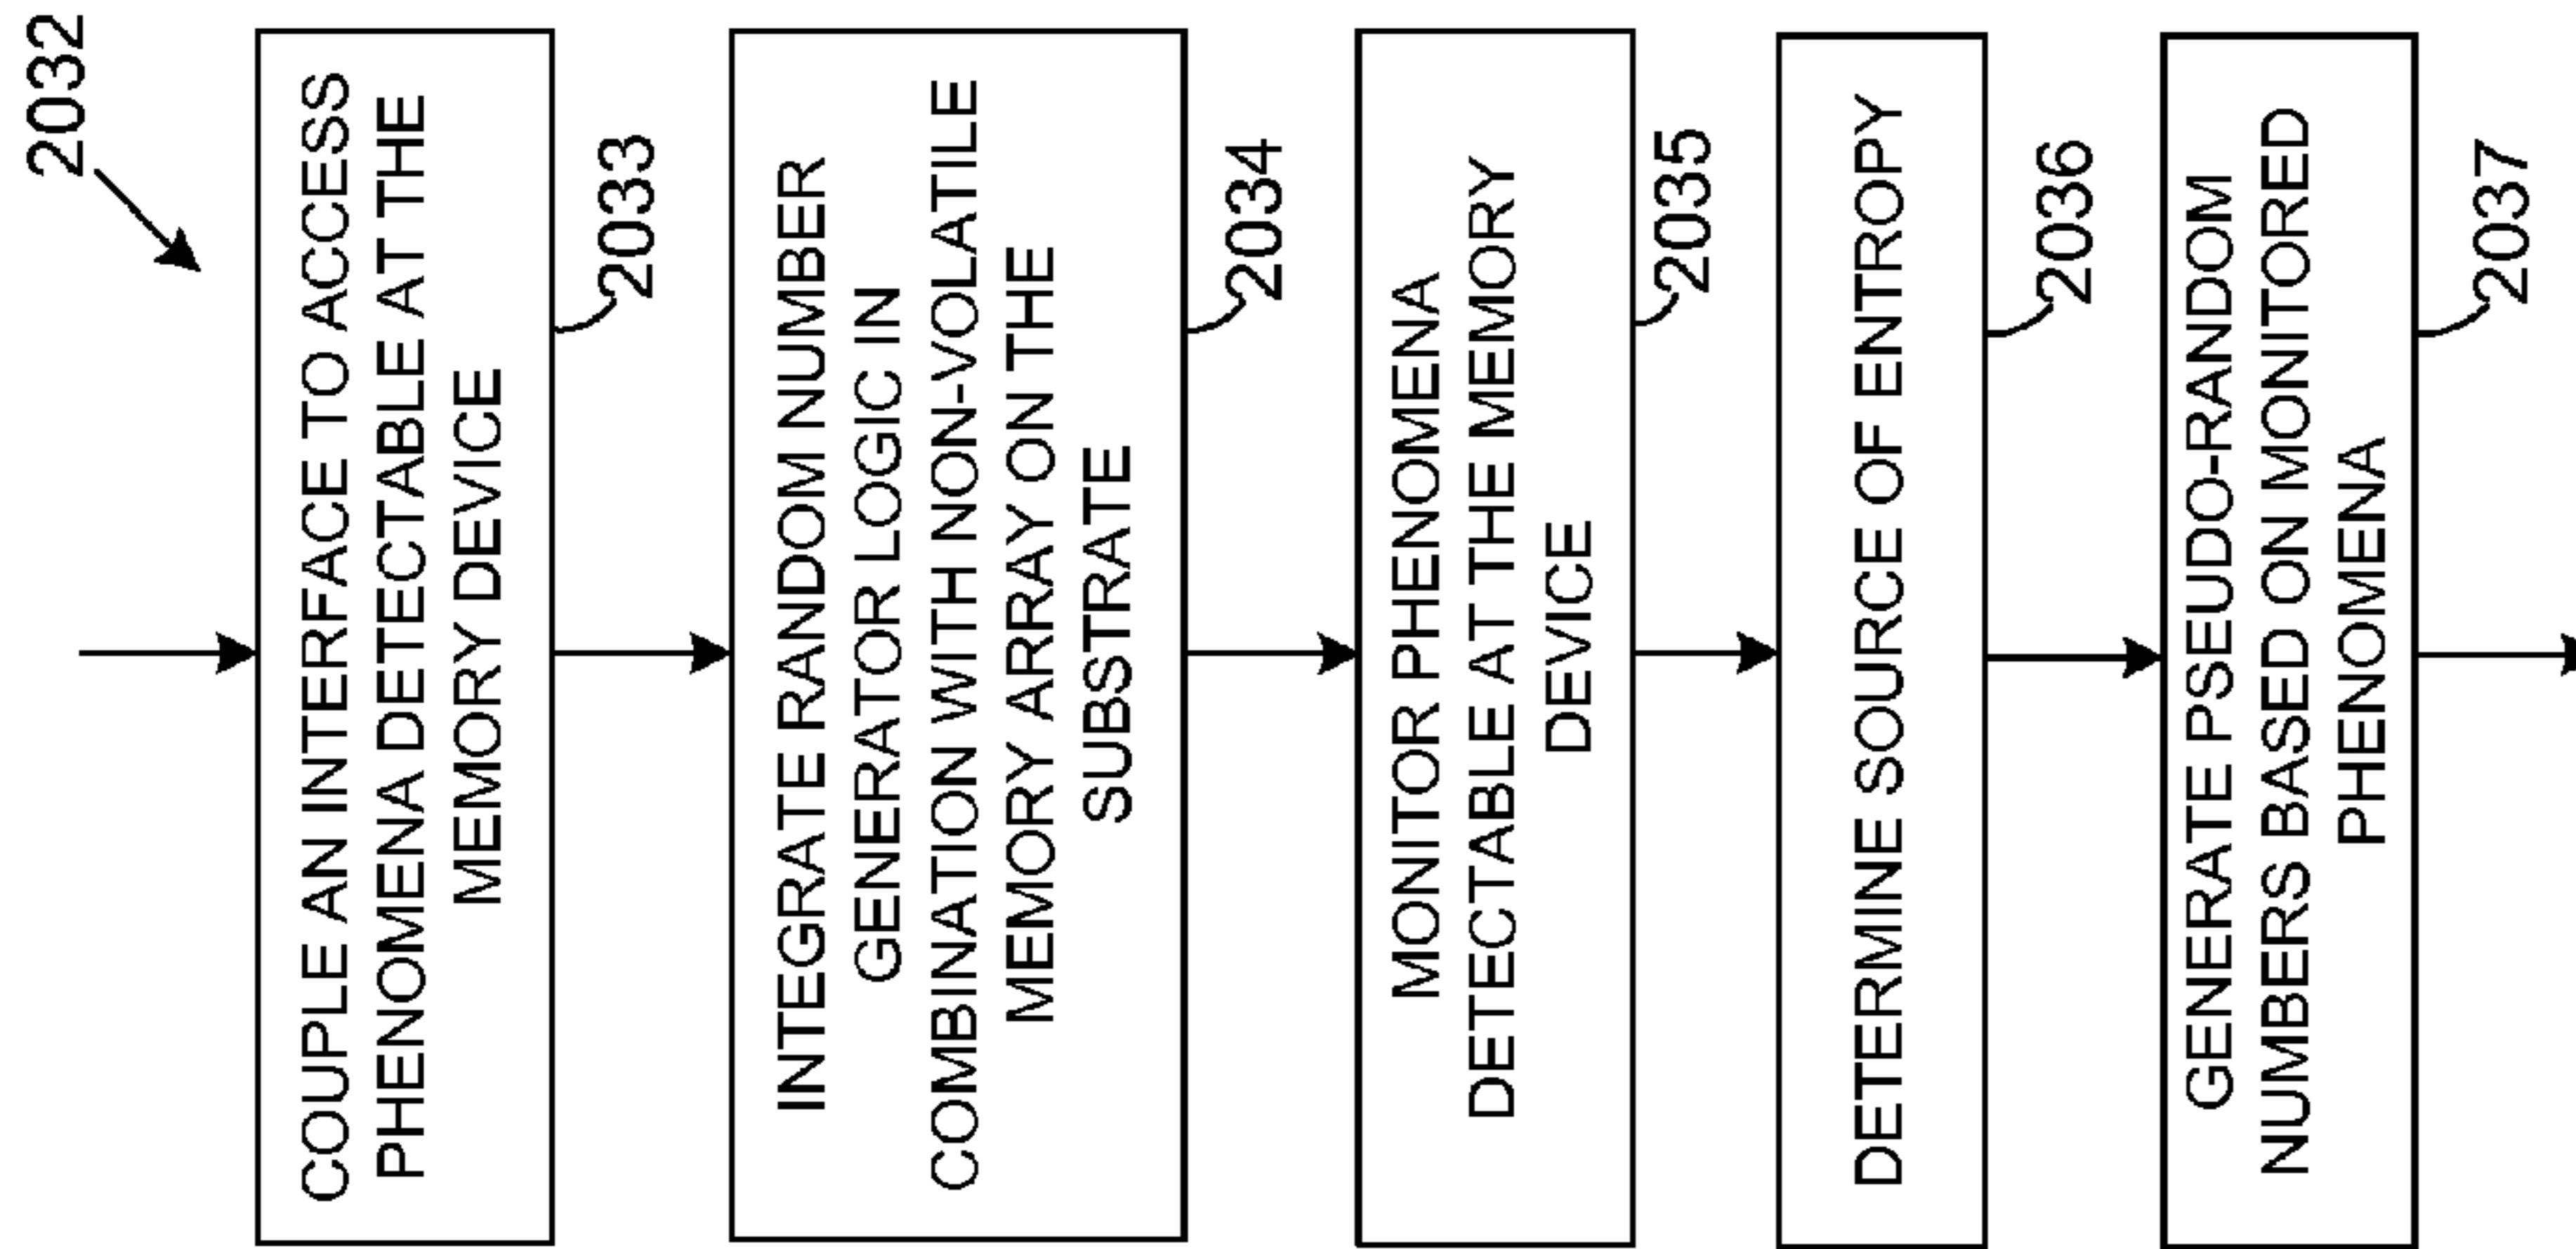 2032
COUPLE AN INTERFACE TO ACCESS
PHENOMENA DETECTABLE AT THE
MEMORY DEVICE
2033
INTEGRATE RANDOM NUMBER
GENERATOR LOGIC IN
COMBINATION WITH NON-VOLATILE
MEMORY ARRAY ON THE
SUBSTRATE
2034
MONITOR PHENOMENA
DETECTABLE AT THE MEMORY
DEVICE
2035
DETERMINE SOURCE OF ENTROPY
2036
GENERATE PSEUDO-RANDOM
NUMBERS BASED ON MONITORED
PHENOMENA
2037